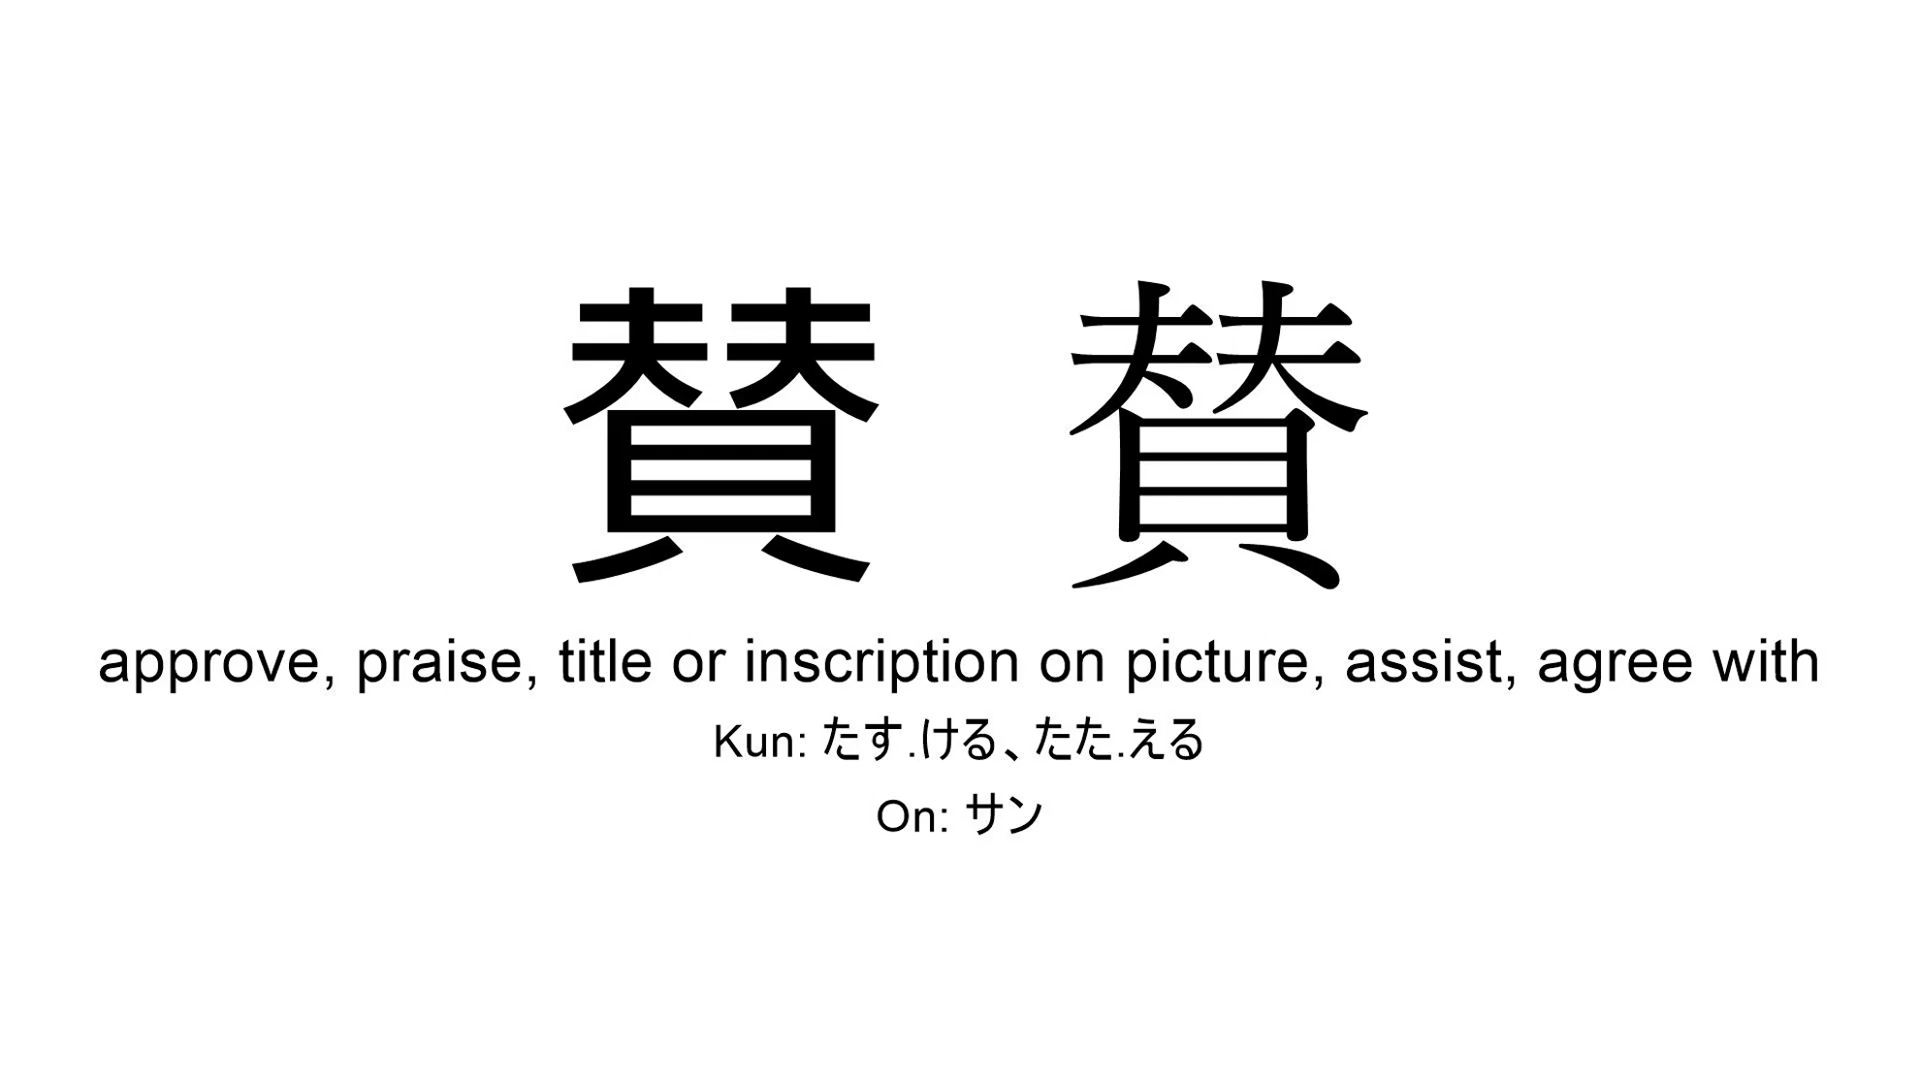 賛 賛
approve, praise, title or inscription on picture, assist, agree with
Kun: たす.ける、たた.える
On: サン